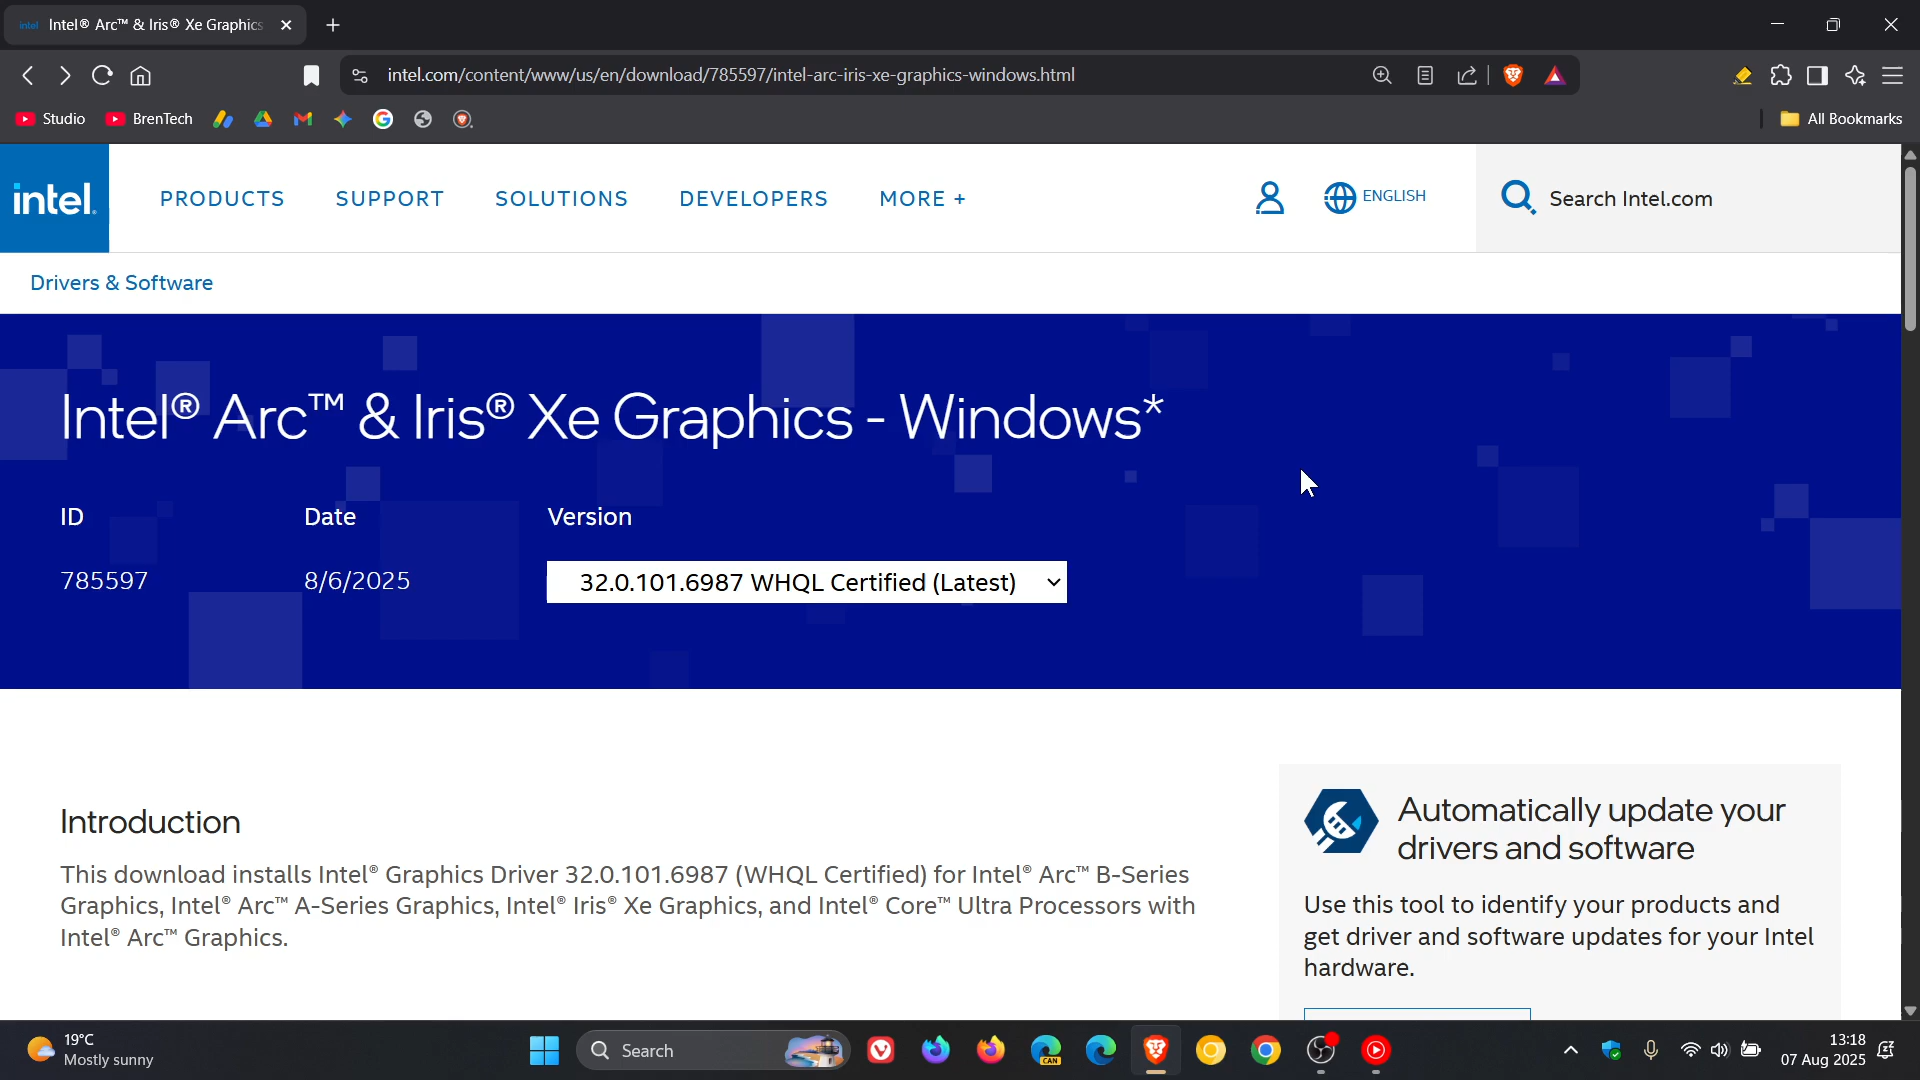 intel Intel® Arc™ & Iris® Xe Graphics
intel.com/content/www/us/en/download/785597/intel-arc-iris-xe-graphics-windows.html
Studio BrenTech All Bookmarks
intel. PRODUCTS SUPPORT SOLUTIONS DEVELOPERS MORE + ENGLISH Search Intel.com
Drivers & Software
Intel® Arc™ & Iris® Xe Graphics - Windows*
ID Date Version
785597 8/6/2025 32.0.101.6987 WHQL Certified (Latest)
Introduction
This download installs Intel® Graphics Driver 32.0.101.6987 (WHQL Certified) for Intel® Arc™ B-Series
Graphics, Intel® Arc™ A-Series Graphics, Intel® Iris® Xe Graphics, and Intel® Core™ Ultra Processors with
Intel® Arc™ Graphics.
Automatically update your
drivers and software
Use this tool to identify your products and
get driver and software updates for your Intel
hardware.
19°C
Mostly sunny
Search
CAN
13:18
07 Aug 2025